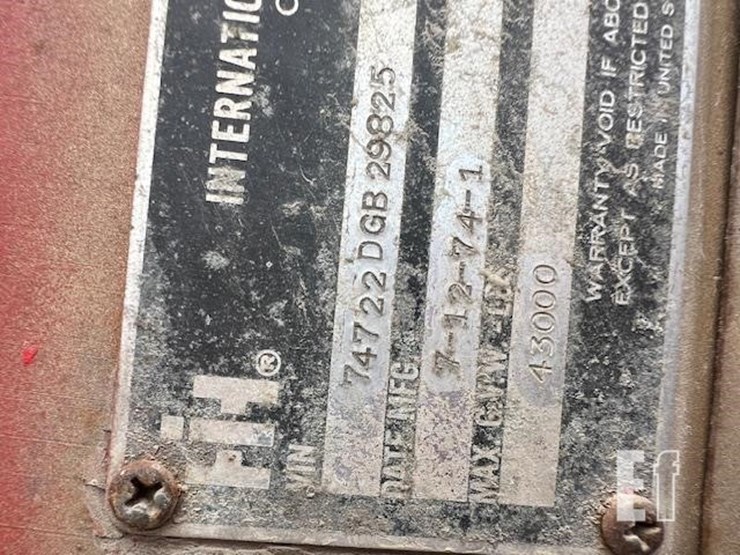 INTERNATIO
C
IH ®
VIN 74722DGB29825
DATE MFG. 7-12-74-1
MAX. G.V.W. 43000
WARRANTY VOID IF ABO
EXCEPT AS RESTRICTED
MADE IN UNITED S
Ef